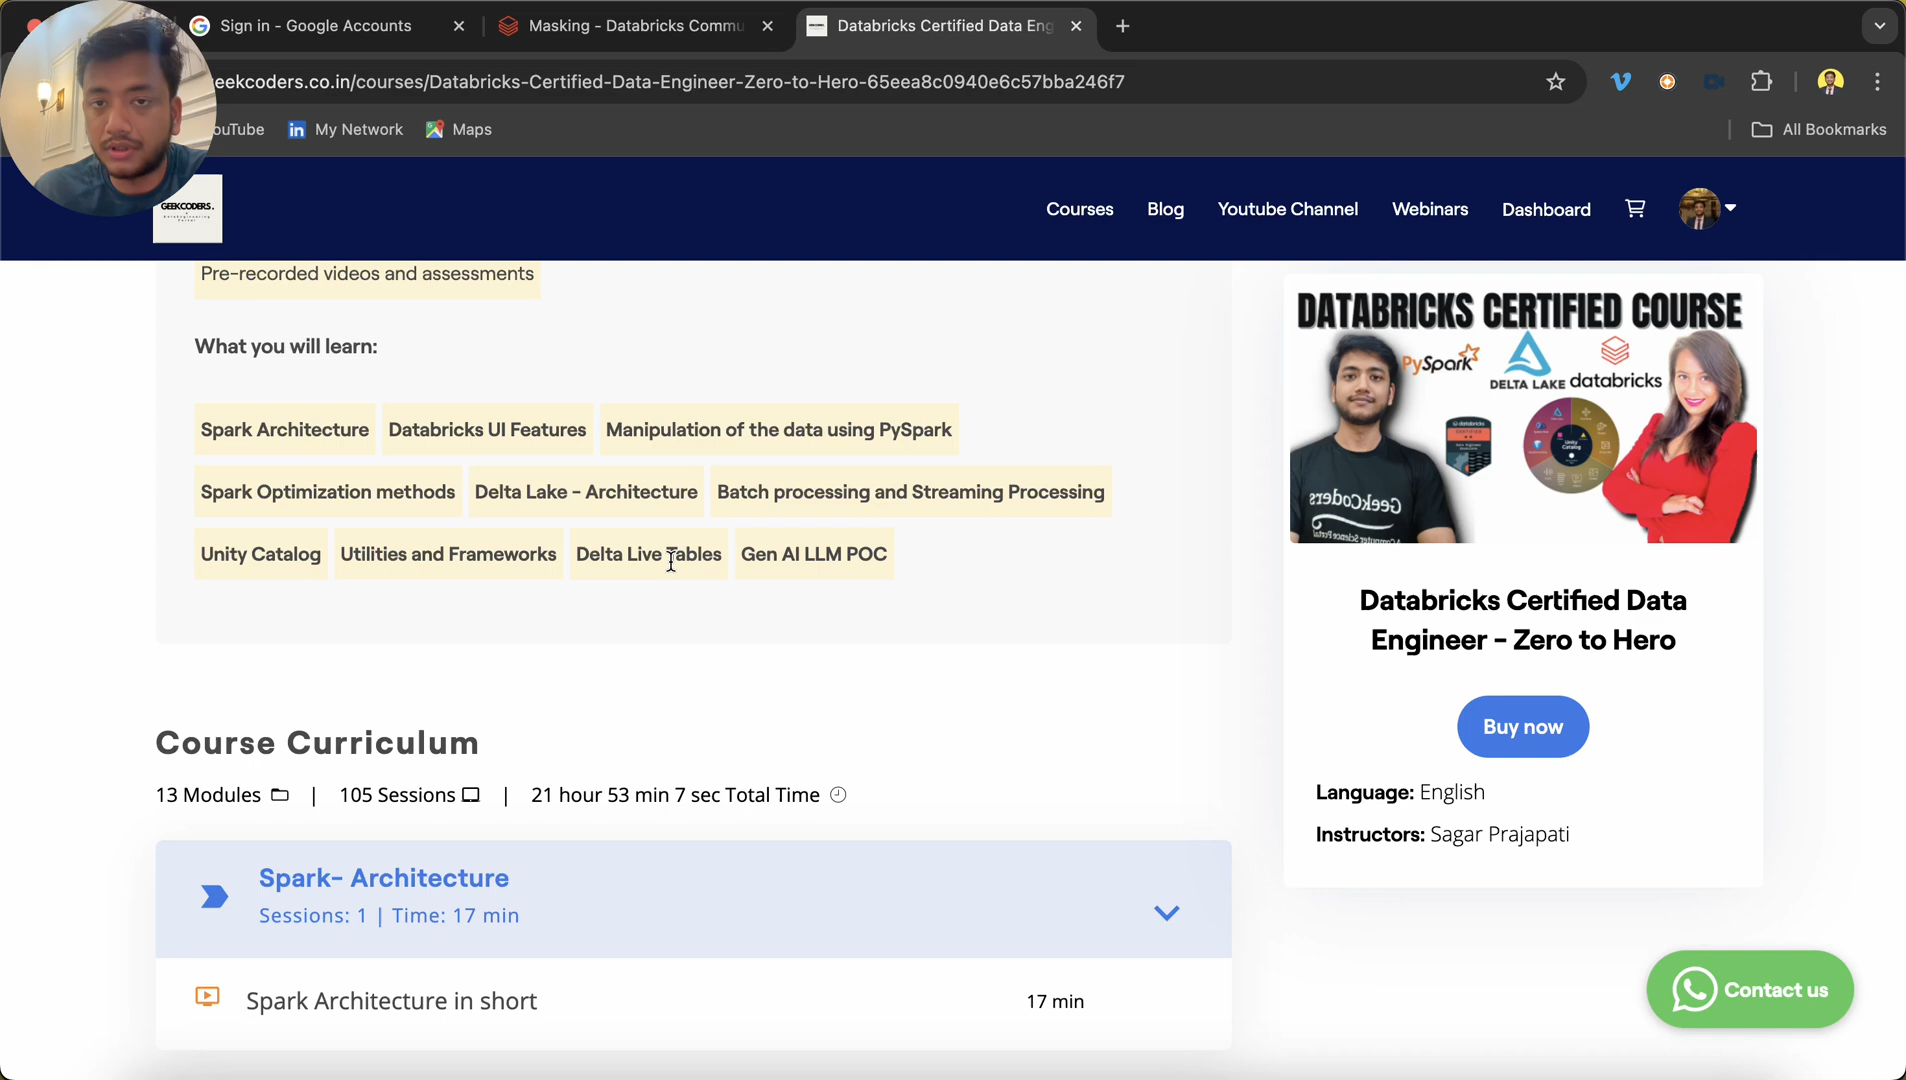 Sign in - Google Accounts
Masking - Databricks Commu
Databricks Certified Data Eng
eekcoders.co.in/courses/Databricks-Certified-Data-Engineer-Zero-to-Hero-65eea8c0940e6c57bba246f7
ouTube
My Network
Maps
All Bookmarks
GEEKCODERS.
Courses
Blog
Youtube Channel
Webinars
Dashboard
Pre-recorded videos and assessments
What you will learn:
Spark Architecture
Databricks UI Features
Manipulation of the data using PySpark
Spark Optimization methods
Delta Lake - Architecture
Batch processing and Streaming Processing
Unity Catalog
Utilities and Frameworks
Delta Live Tables
Gen AI LLM POC
DATABRICKS CERTIFIED COURSE
PySpark
DELTA LAKE
databricks
GeekCoders
Databricks Certified Data
Engineer - Zero to Hero
Buy now
Language: English
Instructors: Sagar Prajapati
Course Curriculum
13 Modules | 105 Sessions | 21 hour 53 min 7 sec Total Time
Spark- Architecture
Sessions: 1 | Time: 17 min
Spark Architecture in short
17 min
Contact us